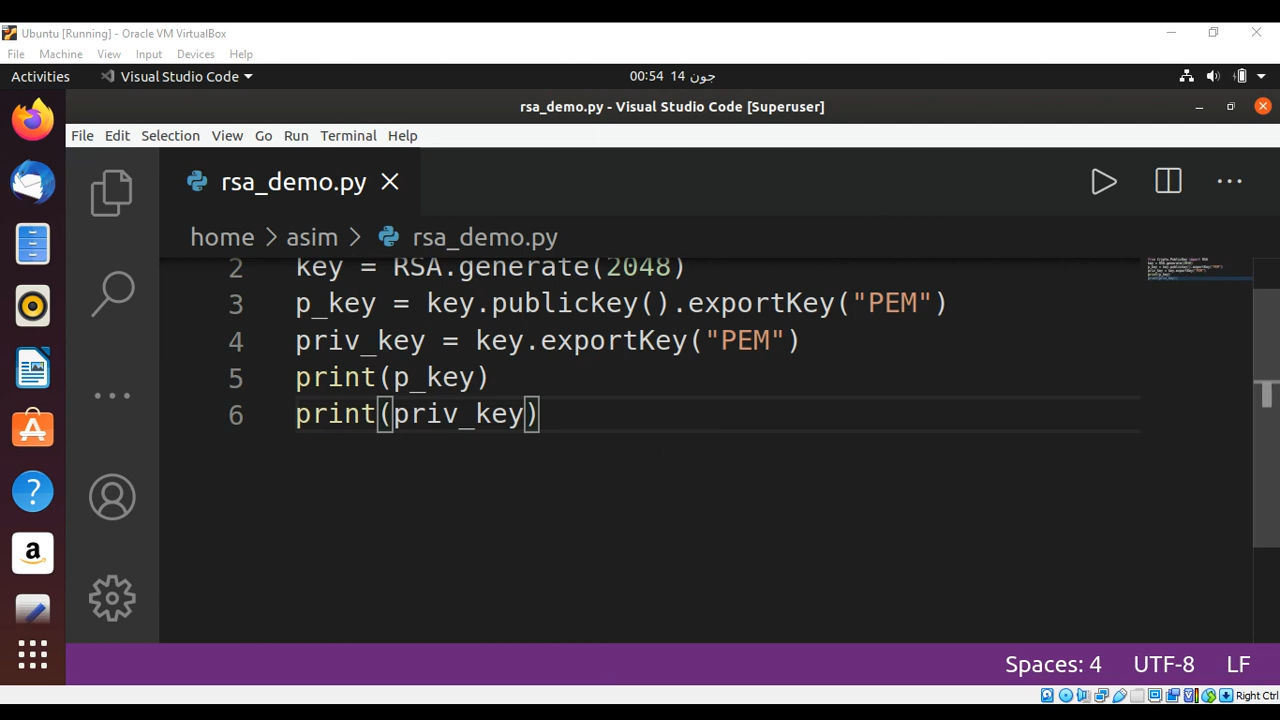 Ubuntu [Running] - Oracle VM VirtualBox
File Machine View Input Devices Help
Activities Visual Studio Code 00:54 14 جون
rsa_demo.py - Visual Studio Code [Superuser]
File Edit Selection View Go Run Terminal Help
rsa_demo.py
home > asim > rsa_demo.py
2 key = RSA.generate(2048)
3 p_key = key.publickey().exportKey("PEM")
4 priv_key = key.exportKey("PEM")
5 print(p_key)
6 print(priv_key)
Spaces: 4 UTF-8 LF
Right Ctrl